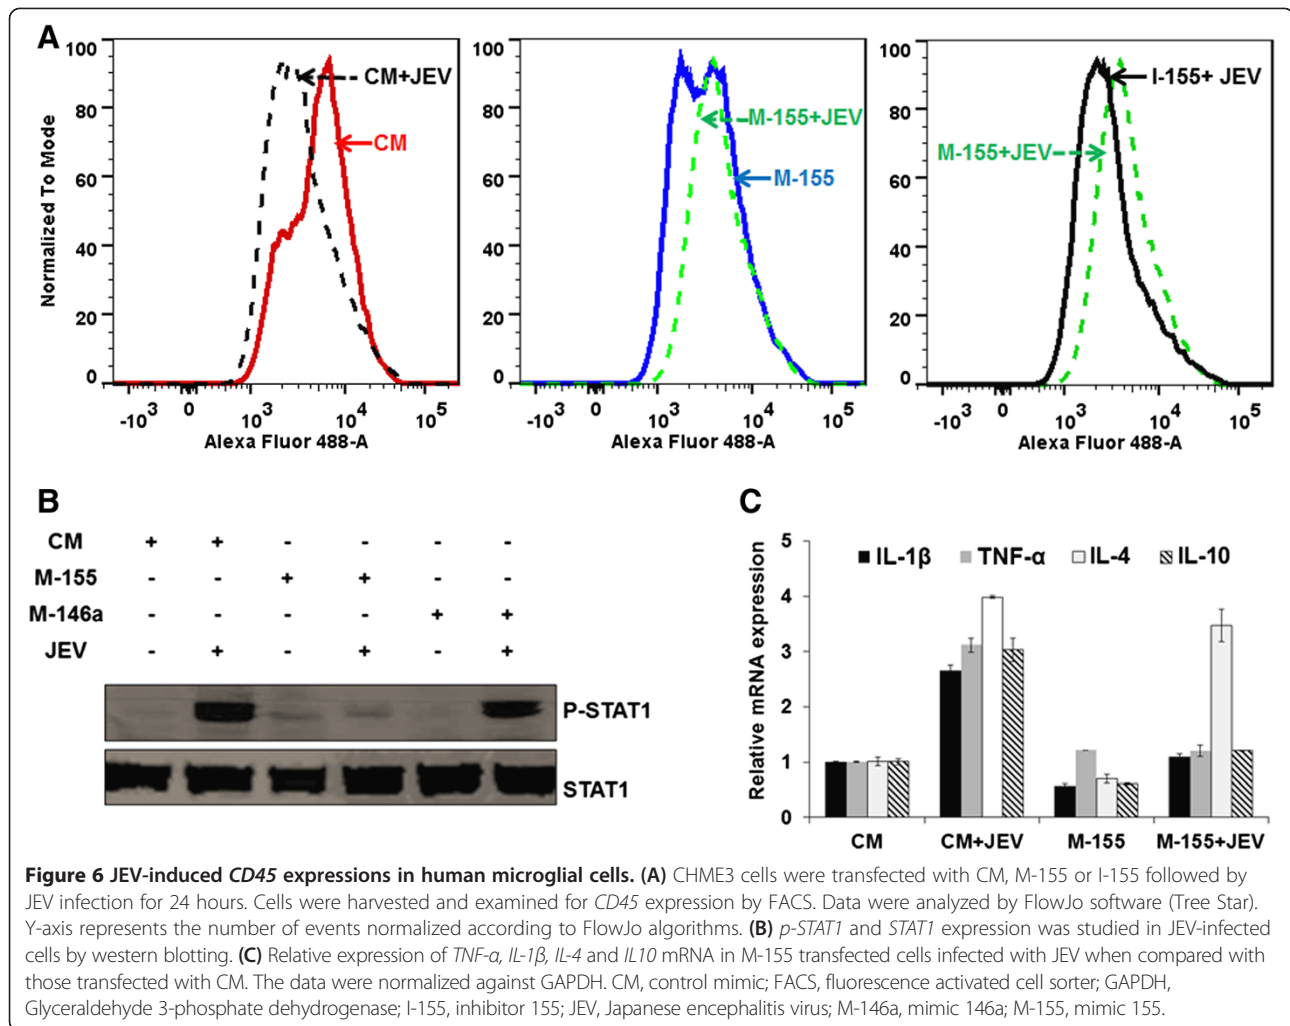 A
Normalized To Mode
100
80
60
40
20
0
CM+JEV
CM
-10³ 0 10³ 10⁴ 10⁵
Alexa Fluor 488-A
100
80
60
40
20
0
M-155+JEV
M-155
-10³ 0 10³ 10⁴ 10⁵
Alexa Fluor 488-A
100
80
60
40
20
0
I-155+ JEV
M-155+JEV
-10³ 0 10³ 10⁴ 10⁵
Alexa Fluor 488-A
B
CM + + - - - -
M-155 - - + + - -
M-146a - - - - + +
JEV - + - + - +
P-STAT1
STAT1
C
Relative mRNA expression
5
4
3
2
1
0
IL-1β TNF-α IL-4 IL-10
CM CM+JEV M-155 M-155+JEV
Figure 6 JEV-induced CD45 expressions in human microglial cells. (A) CHME3 cells were transfected with CM, M-155 or I-155 followed by
JEV infection for 24 hours. Cells were harvested and examined for CD45 expression by FACS. Data were analyzed by FlowJo software (Tree Star).
Y-axis represents the number of events normalized according to FlowJo algorithms. (B) p-STAT1 and STAT1 expression was studied in JEV-infected
cells by western blotting. (C) Relative expression of TNF-α, IL-1β, IL-4 and IL10 mRNA in M-155 transfected cells infected with JEV when compared with
those transfected with CM. The data were normalized against GAPDH. CM, control mimic; FACS, fluorescence activated cell sorter; GAPDH,
Glyceraldehyde 3-phosphate dehydrogenase; I-155, inhibitor 155; JEV, Japanese encephalitis virus; M-146a, mimic 146a; M-155, mimic 155.